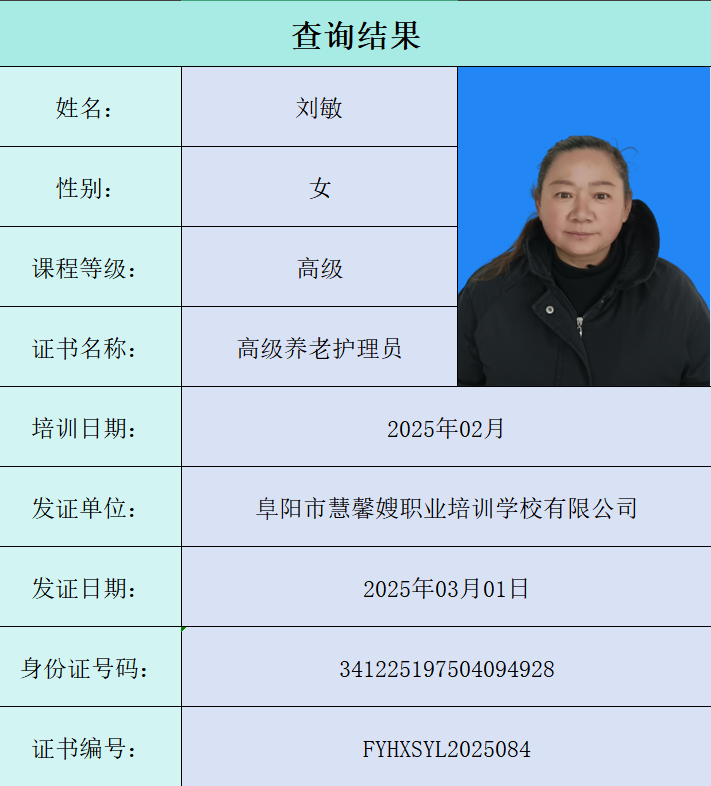 查询结果
姓名： 刘敏
性别： 女
课程等级： 高级
证书名称： 高级养老护理员
培训日期： 2025年02月
发证单位： 阜阳市慧馨嫂职业培训学校有限公司
发证日期： 2025年03月01日
身份证号码： 341225197504094928
证书编号： FYHXSYL2025084